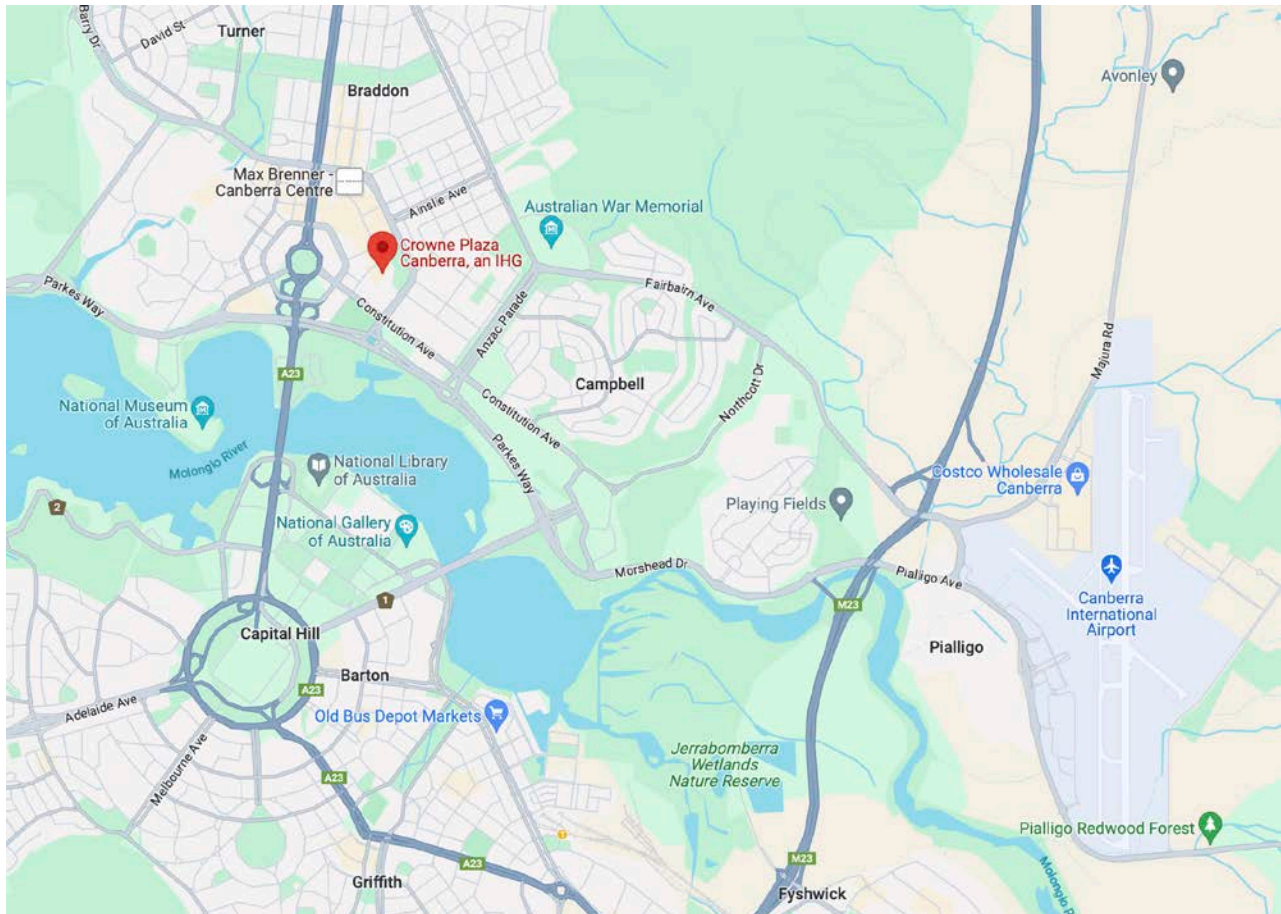 Barry Dr
David St
Turner
Braddon
Avonley
Max Brenner -
Canberra Centre
Ainslie Ave
Australian War Memorial
Crowne Plaza
Canberra, an IHG
Parkes Way
Constitution Ave
Anzac Parade
Fairbairn Ave
Majura Rd
A23
Campbell
Northcott Dr
National Museum
of Australia
Constitution Ave
Molonglo River
Parkes Way
National Library
of Australia
Costco Wholesale
Canberra
2
Playing Fields
National Gallery
of Australia
Morshead Dr
Pialligo Ave
1
M23
Canberra
International
Airport
Capital Hill
Pialligo
Barton
A23
Adelaide Ave
Old Bus Depot Markets
Melbourne Ave
Jerrabomberra
Wetlands
Nature Reserve
A23
Pialligo Redwood Forest
A23
M23
Griffith
Fyshwick
Molonglo